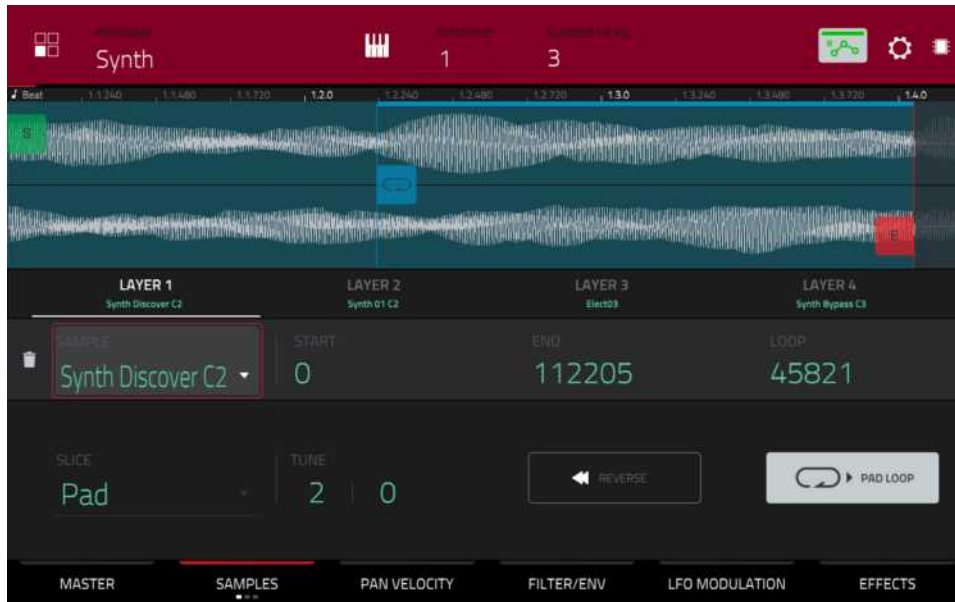 PROGRAM
Synth
1
3
Beat 1.1.240 1.1.480 1.1.720 1.2.0 1.2.240 1.2.480 1.2.720 1.3.0 1.3.240 1.3.480 1.3.720 1.4.0
S
E
LAYER 1 LAYER 2 LAYER 3 LAYER 4
Synth Discover C2 Synth 01 C2 Elect03 Synth Bypass C3
SAMPLE START END LOOP
Synth Discover C2 0 112205 45821
SLICE TUNE
Pad 2 0
REVERSE
PAD LOOP
MASTER SAMPLES PAN VELOCITY FILTER/ENV LFO MODULATION EFFECTS